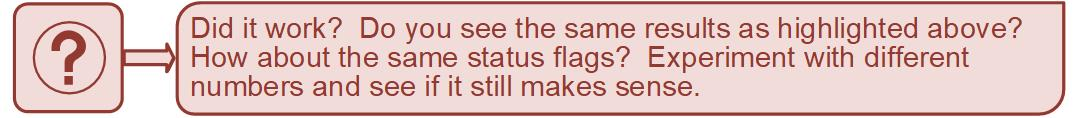 ?
Did it work?  Do you see the same results as highlighted above?
How about the same status flags?  Experiment with different
numbers and see if it still makes sense.